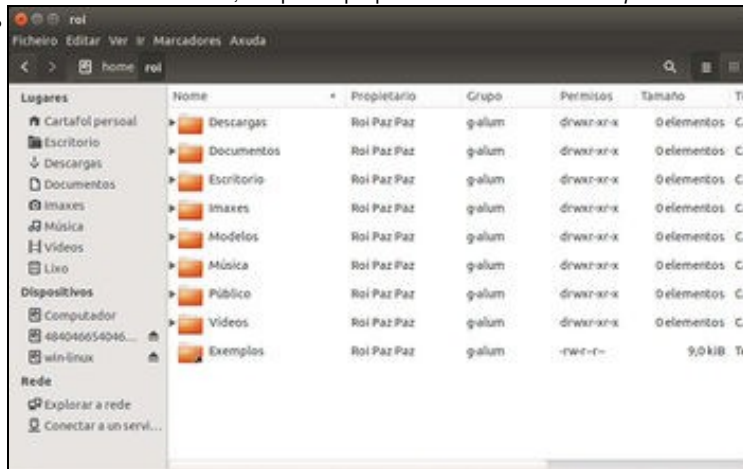 roi
Ficheiro Editar Ver Ir Marcadores Axuda
home roi
Lugares
Cartafol persoal
Escritorio
Descargas
Documentos
Imaxes
Música
Vídeos
Lixo
Dispositivos
Computador
484046654046...
win-linux
Rede
Explorar a rede
Conectar a un servi...
Nome Propietario Grupo Permisos Tamaño
Descargas Roi Paz Paz g-alum drwxr-xr-x 0 elementos
Documentos Roi Paz Paz g-alum drwxr-xr-x 0 elementos
Escritorio Roi Paz Paz g-alum drwxr-xr-x 0 elementos
Imaxes Roi Paz Paz g-alum drwxr-xr-x 0 elementos
Modelos Roi Paz Paz g-alum drwxr-xr-x 0 elementos
Música Roi Paz Paz g-alum drwxr-xr-x 0 elementos
Público Roi Paz Paz g-alum drwxr-xr-x 0 elementos
Vídeos Roi Paz Paz g-alum drwxr-xr-x 0 elementos
Exemplos Roi Paz Paz g-alum -rw-r--r-- 9,0 kiB